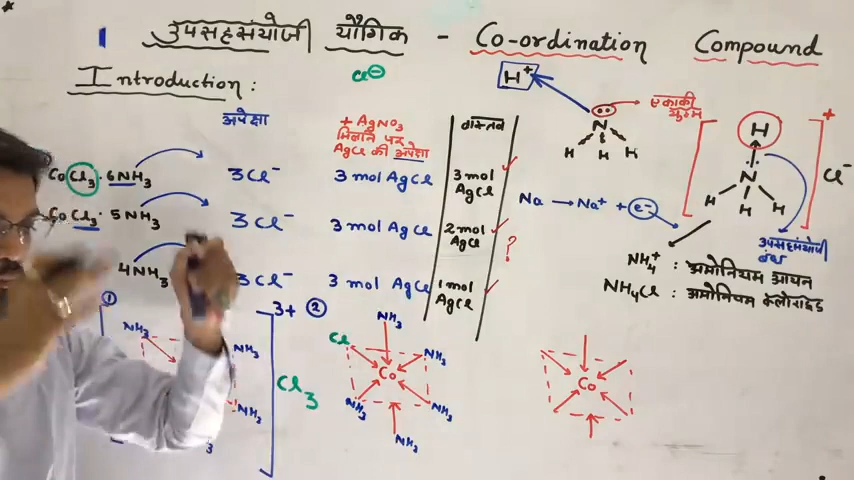 1 उपसहसंयोजी यौगिक - Co-ordination Compound
Introduction :
Cl⊖
अपेक्षा
+ AgNO3
मिलाने पर
AgCl की अपेक्षा
वास्तव
CoCl3 · 6NH3 3Cl⁻ 3 mol AgCl 3 mol AgCl
CoCl3 · 5NH3 3Cl⁻ 3 mol AgCl 2 mol AgCl ?
4NH3 3Cl⁻ 3 mol AgCl 1 mol AgCl
H⁺
N
H H H
एकाकी
युग्म
Na → Na⁺ + e⁻
[ H N H H H ]⁺ Cl⁻
उपसहसंयोजी
बंध
NH4⁺ : अमोनियम आयन
NH4Cl : अमोनियम क्लोराइड
① NH3 NH3 NH3 3 ]3+ Cl3
② NH3 Cl NH3 Co NH3 NH3 NH3
Co